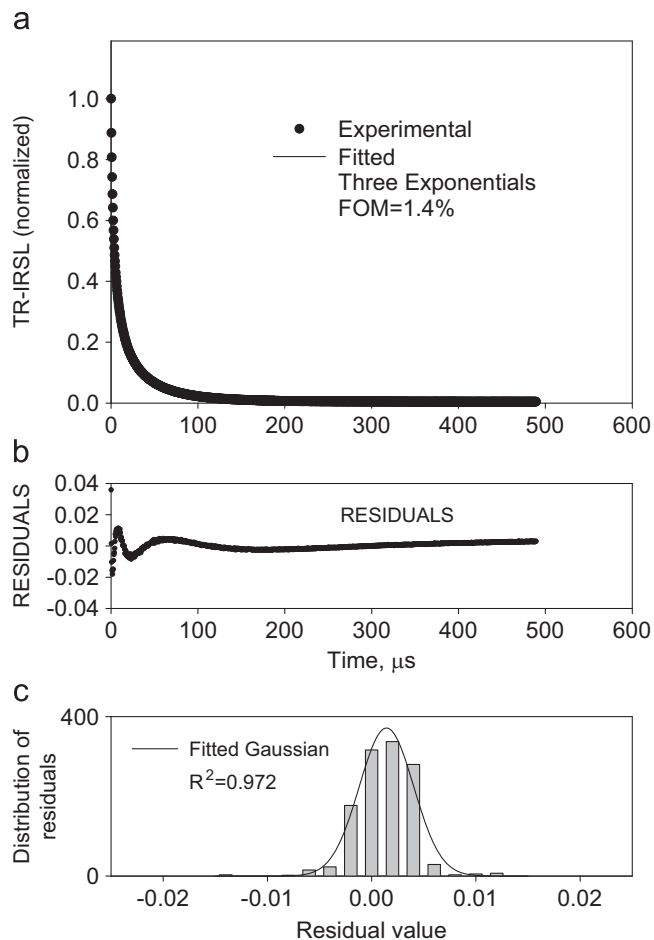 a
TR-IRSL (normalized)
1.0
0.8
0.6
0.4
0.2
0.0
Experimental
Fitted
Three Exponentials
FOM=1.4%
0 100 200 300 400 500 600
b
RESIDUALS
0.04
0.02
0.00
-0.02
-0.04
RESIDUALS
0 100 200 300 400 500 600
Time, μs
c
Distribution of
residuals
400
0
Fitted Gaussian
R²=0.972
-0.02 -0.01 0.00 0.01 0.02
Residual value